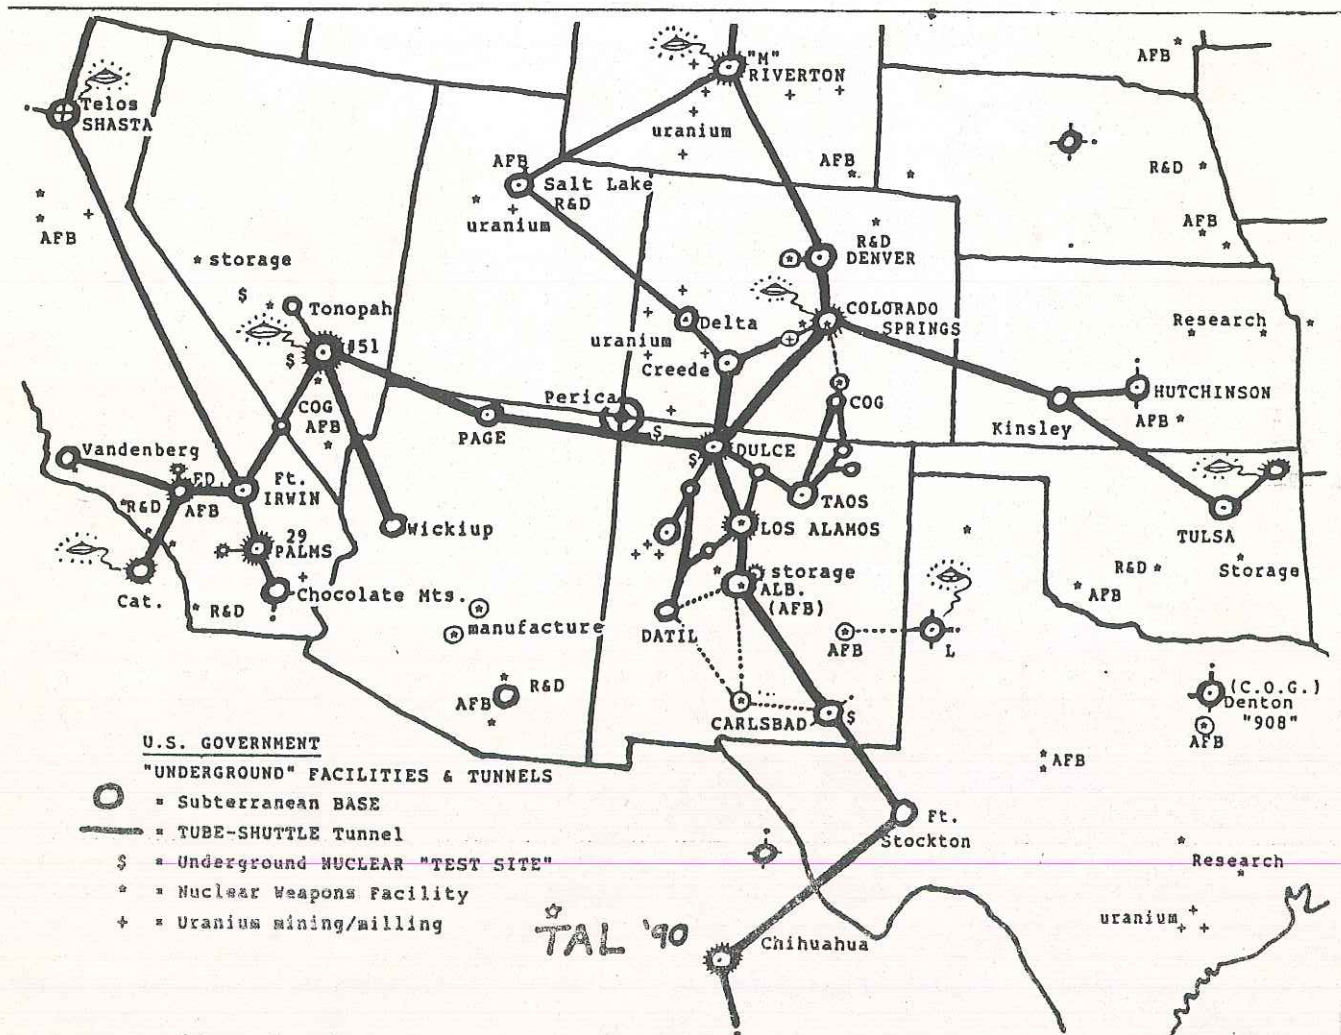 "M"
RIVERTON
AFB *
Telos
SHASTA
uranium
AFB
Salt Lake
R&D
uranium
AFB
R&D *
AFB
AFB
* storage
R&D
DENVER
$ *
Tonopah
#51
$
Delta
COLORADO
SPRINGS
Research *
uranium
Creede
Perica
PAGE
COG
AFB
COG
HUTCHINSON
AFB *
Kinsley
$
DULCE
$
Vandenberg
ED.
AFB
R&D
Ft.
IRWIN
TAOS
LOS ALAMOS
Wickiup
TULSA
29
PALMS
Cat.
Chocolate Mts.
* R&D
manufacture
storage
ALB.
(AFB)
DATIL
AFB
L
R&D *
AFB
Storage
AFB
R&D
CARLSBAD
$
(C.O.G.)
Denton
"908"
AFB
AFB
Ft.
Stockton
Research
uranium
Chihuahua
U.S. GOVERNMENT
"UNDERGROUND" FACILITIES & TUNNELS
= Subterranean BASE
= TUBE-SHUTTLE Tunnel
$ = Underground NUCLEAR "TEST SITE"
* = Nuclear Weapons Facility
+ = Uranium mining/milling
TAL '90